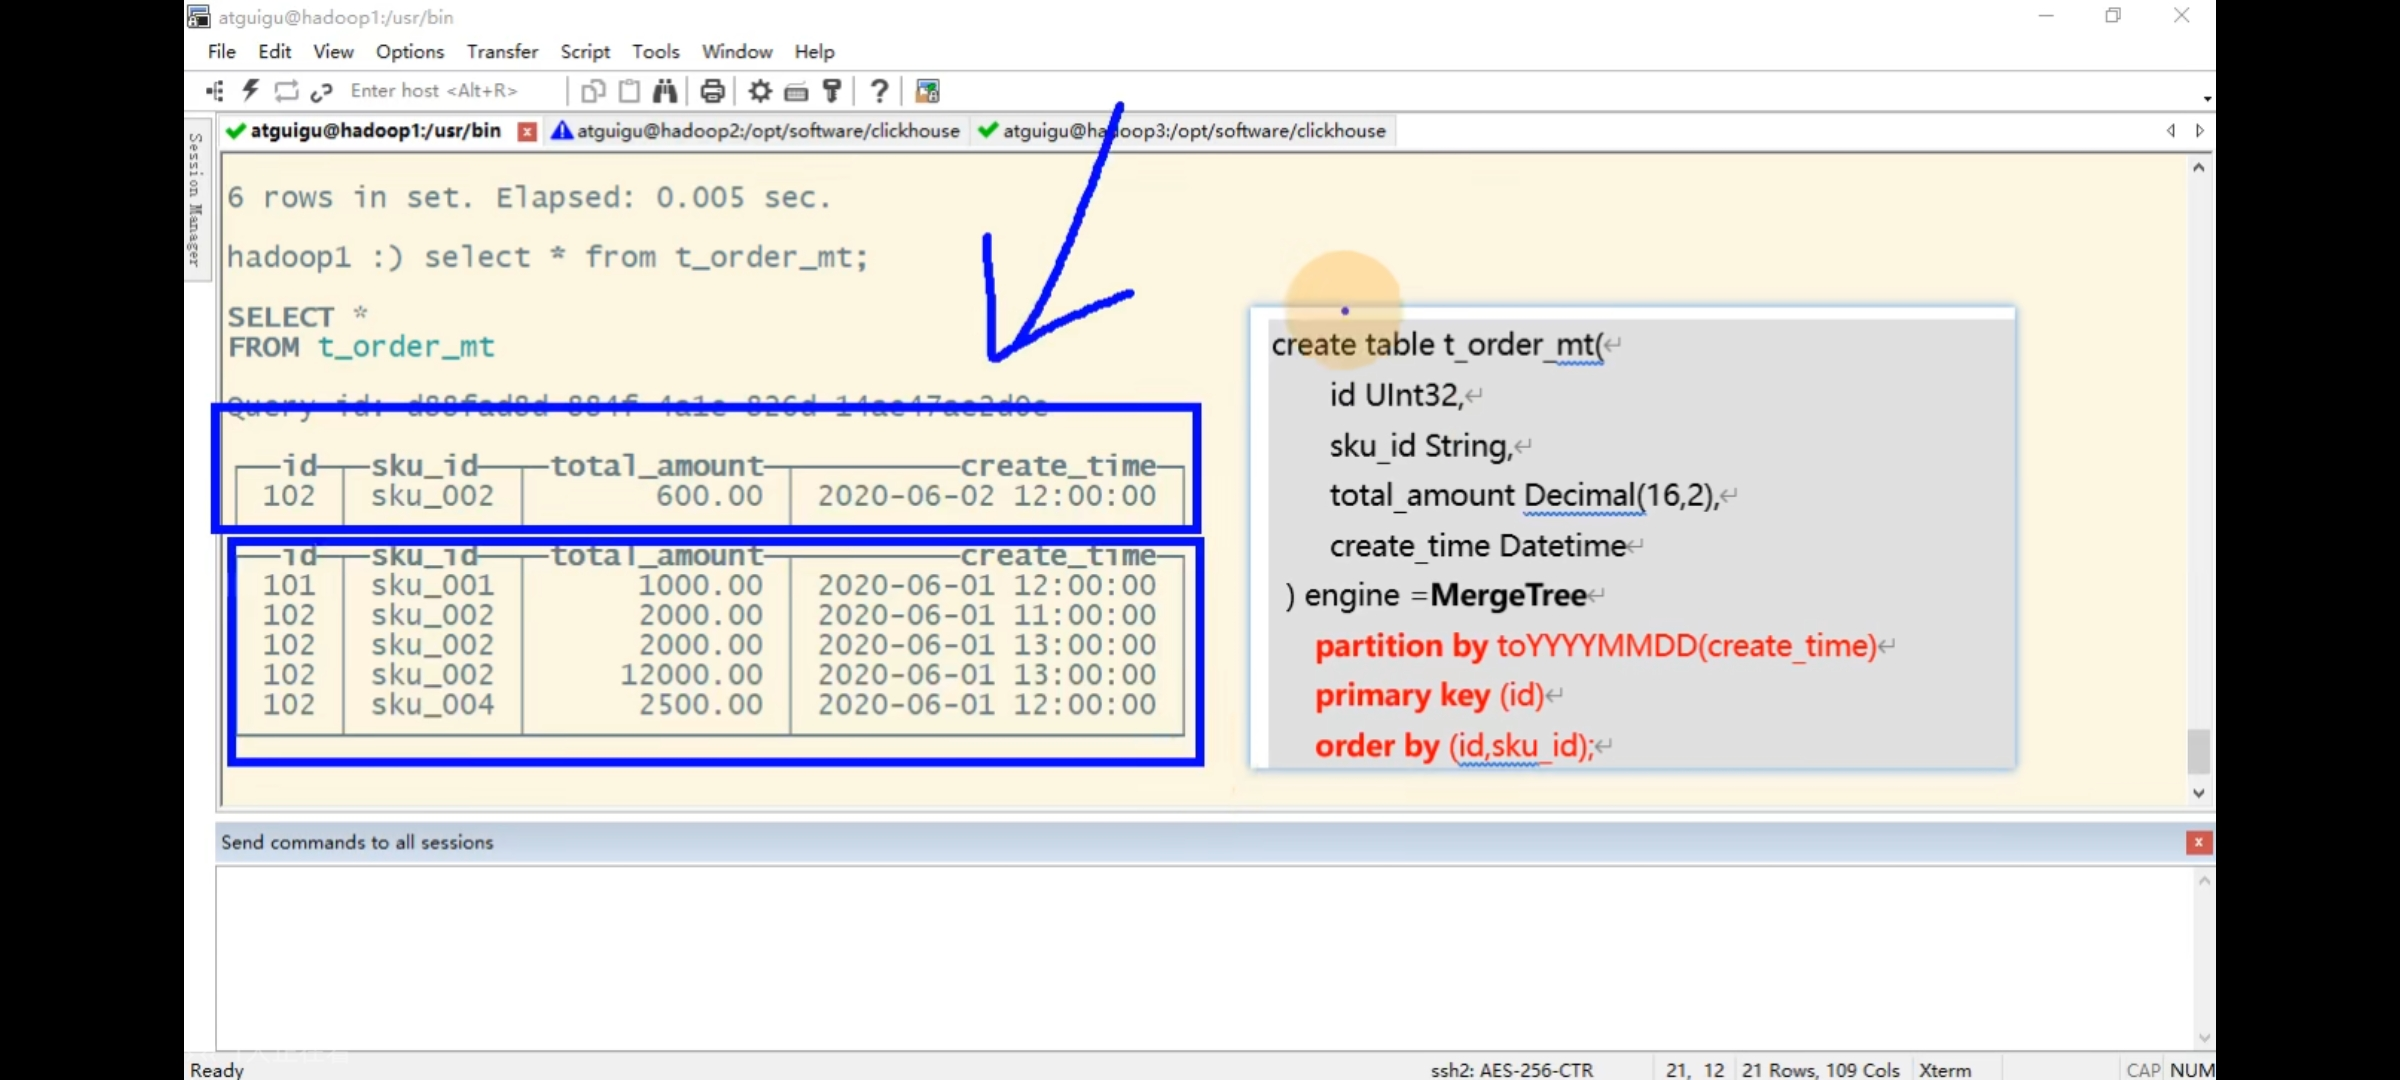 atguigu@hadoop1:/usr/bin
File Edit View Options Transfer Script Tools Window Help
Enter host <Alt+R>
atguigu@hadoop1:/usr/bin atguigu@hadoop2:/opt/software/clickhouse atguigu@hadoop3:/opt/software/clickhouse
Session Manager
6 rows in set. Elapsed: 0.005 sec.
hadoop1 :) select * from t_order_mt;
SELECT *
FROM t_order_mt
Query id: d88fad8d-884f-4a1e-826d-14ae47ae2d0e
id sku_id total_amount create_time
102 sku_002 600.00 2020-06-02 12:00:00
id sku_id total_amount create_time
101 sku_001 1000.00 2020-06-01 12:00:00
102 sku_002 2000.00 2020-06-01 11:00:00
102 sku_002 2000.00 2020-06-01 13:00:00
102 sku_002 12000.00 2020-06-01 13:00:00
102 sku_004 2500.00 2020-06-01 12:00:00
create table t_order_mt(
id UInt32,
sku_id String,
total_amount Decimal(16,2),
create_time Datetime
) engine =MergeTree
partition by toYYYYMMDD(create_time)
primary key (id)
order by (id,sku_id);
Send commands to all sessions
Ready ssh2: AES-256-CTR 21, 12 21 Rows, 109 Cols Xterm CAP NUM